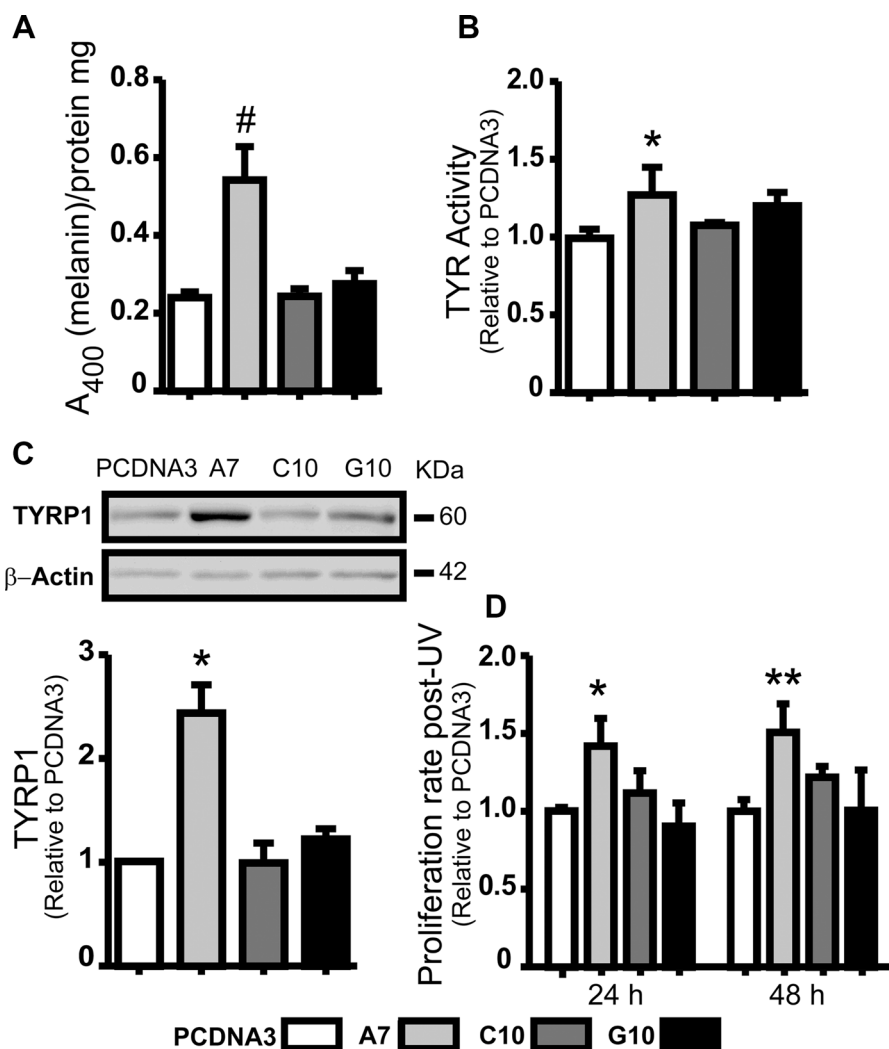 A
A400 (melanin)/protein mg
0.8
0.6
0.4
0.2
0
#
B
TYR Activity
(Relative to PCDNA3)
2.0
1.5
1.0
0.5
0
*
C
PCDNA3 A7 C10 G10 KDa
TYRP1
60
β–Actin
42
TYRP1
(Relative to PCDNA3)
3
2
1
0
*
D
Proliferation rate post-UV
(Relative to PCDNA3)
2.0
1.5
1.0
0.5
0
*
**
24 h 48 h
PCDNA3 A7 C10 G10